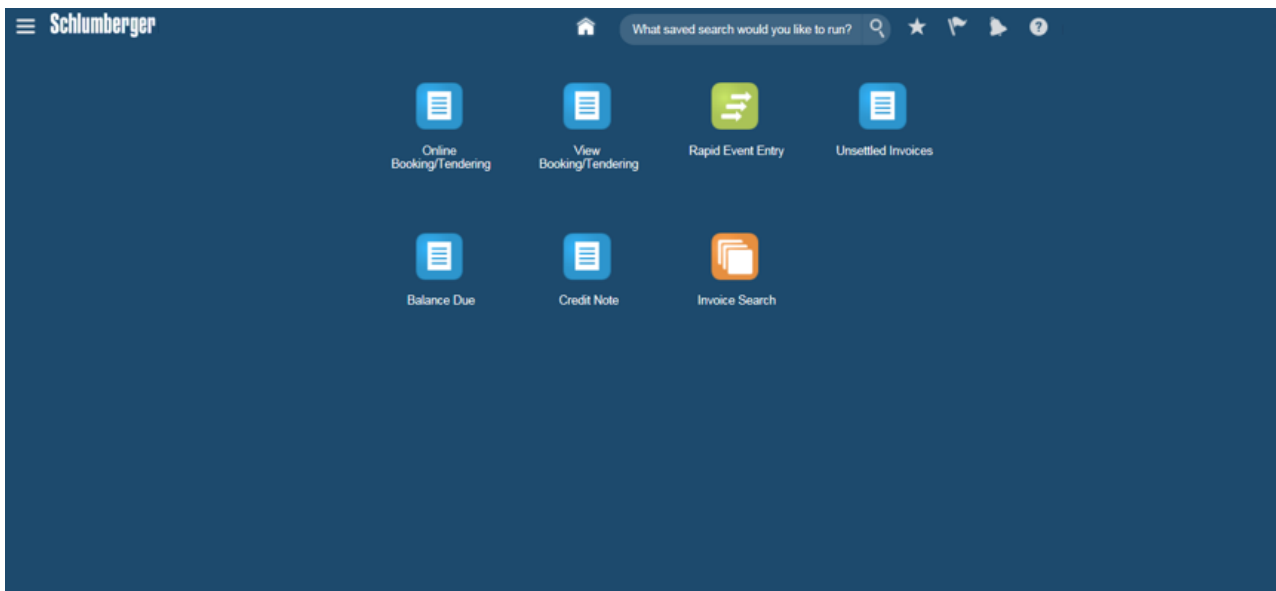 Schlumberger
What saved search would you like to run?
?
Online
Booking/Tendering
View
Booking/Tendering
Rapid Event Entry
Unsettled Invoices
Balance Due
Credit Note
Invoice Search